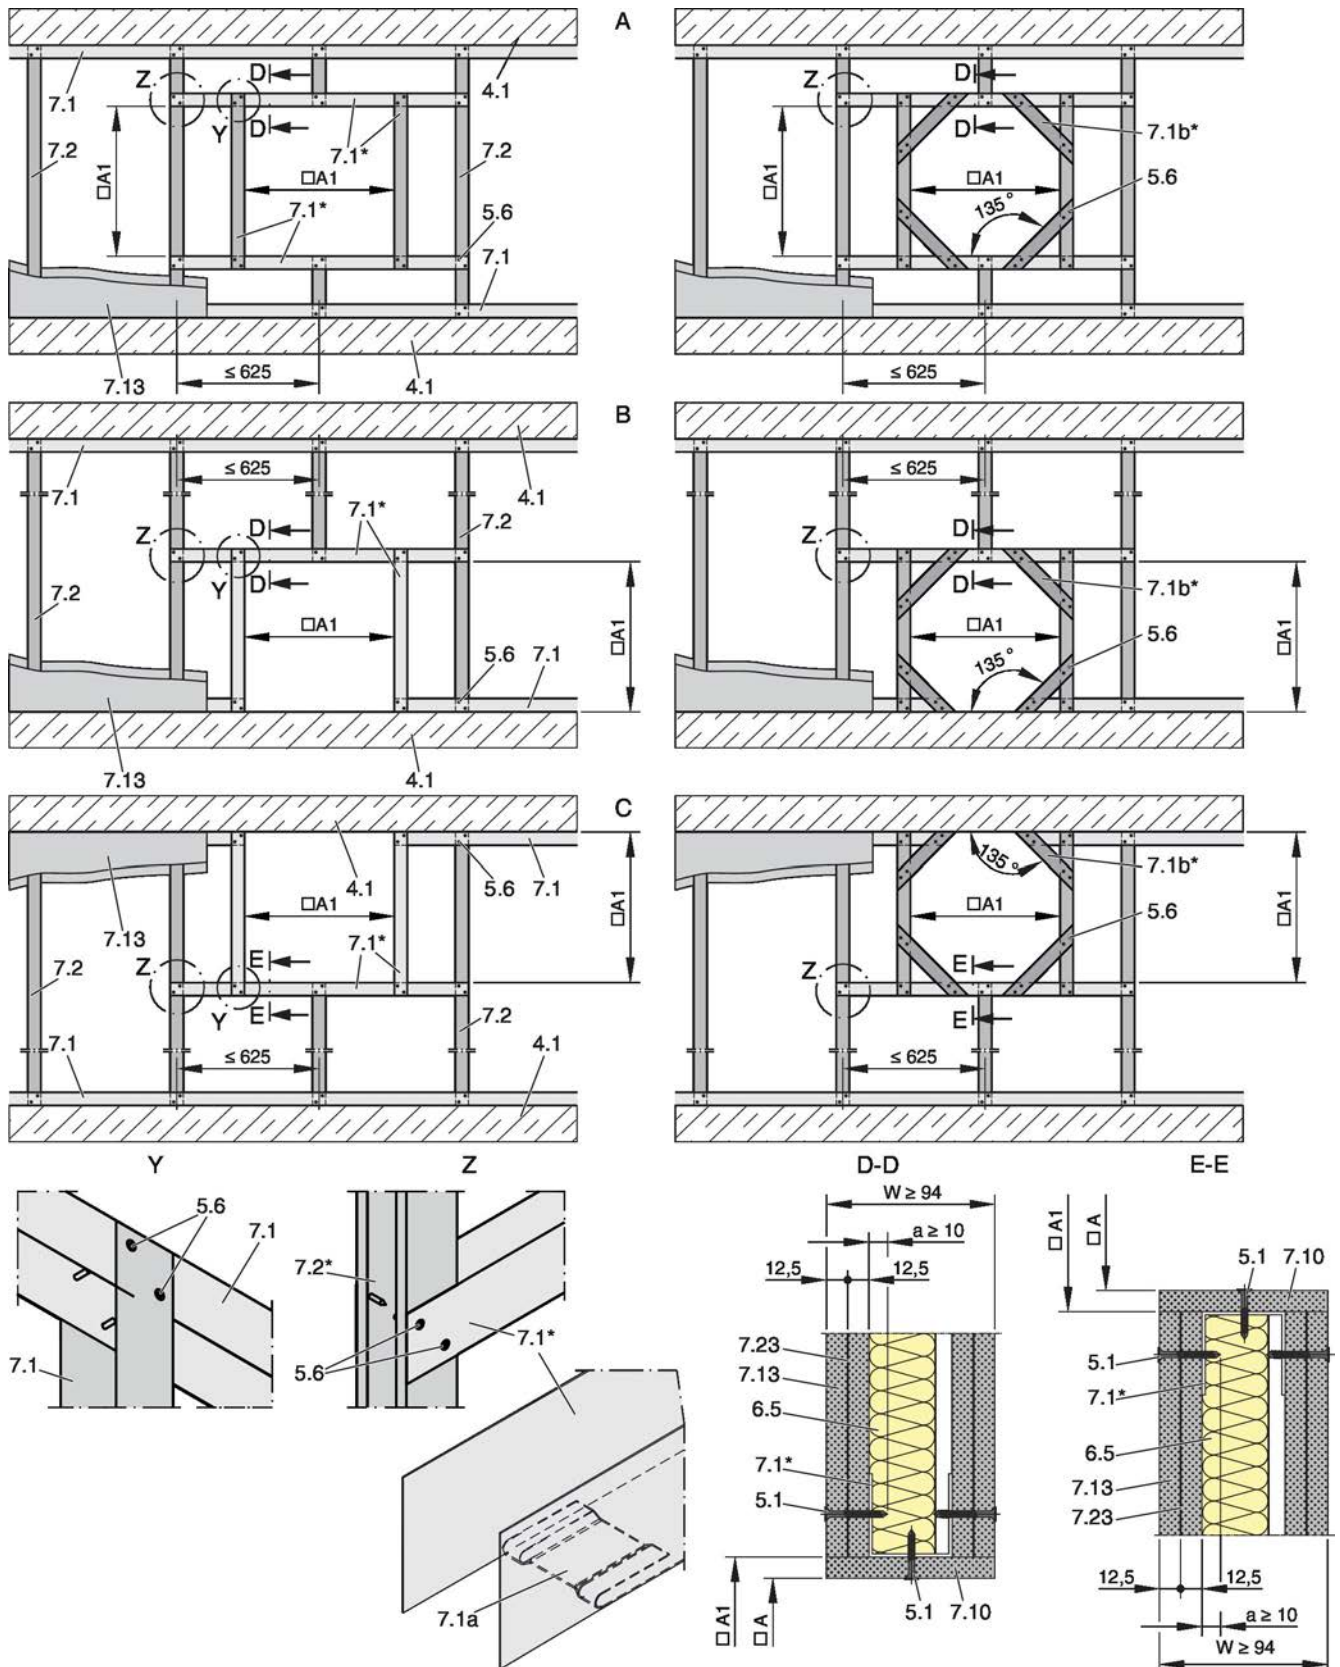 A
Z D 4.1 D
7.1 Z
D Y D
7.1* 7.1b*
7.2 □A1 7.2 □A1
□A1 □A1 5.6
7.1* 5.6 135°
7.1
≤ 625 ≤ 625
7.13 4.1
B
≤ 625 ≤ 625
7.1 4.1
7.1*
Z D D
7.2 Z
Y D D 7.1b*
7.2 □A1 □A1
□A1 5.6 □A1
5.6 7.1 135°
7.13 4.1
C
4.1 5.6 7.1 135° 7.1b*
□A1 □A1 □A1 □A1
7.13 7.1* 5.6
7.2 Z E Z E
Y E 7.2 E
7.1 ≤ 625 4.1 ≤ 625
Y Z D-D E-E
W ≥ 94
5.6 □ A1 □ A
7.1 a ≥ 10
7.2* 12,5 12,5 5.1 7.10
7.1* 7.23
7.1 5.6 7.13 5.1
7.1*
6.5 6.5
7.1* 7.13
5.1 7.23
7.1a 12,5 12,5
5.1 7.10 a ≥ 10
□ A1 □ A W ≥ 94